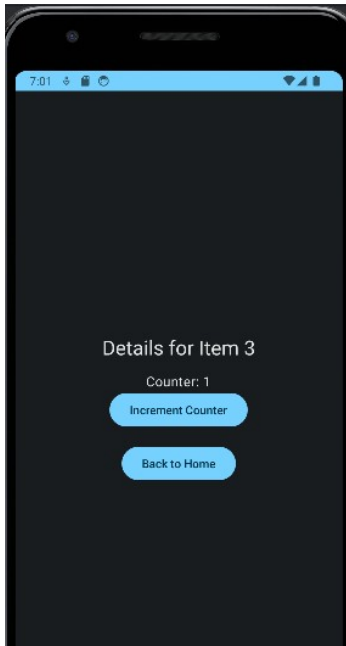 7:01
Details for Item 3
Counter: 1
Increment Counter
Back to Home